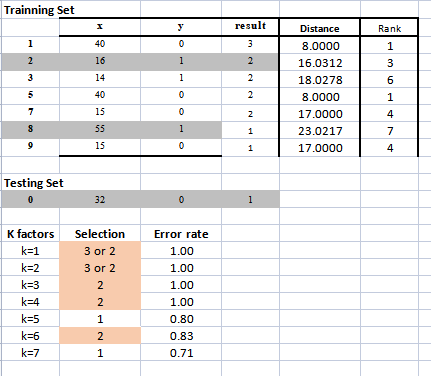 Trainning Set
x y result Distance Rank
1 40 0 3 8.0000 1
2 16 1 2 16.0312 3
3 14 1 2 18.0278 6
5 40 0 2 8.0000 1
7 15 0 2 17.0000 4
8 55 1 1 23.0217 7
9 15 0 1 17.0000 4
Testing Set
0 32 0 1
K factors Selection Error rate
k=1 3 or 2 1.00
k=2 3 or 2 1.00
k=3 2 1.00
k=4 2 1.00
k=5 1 0.80
k=6 2 0.83
k=7 1 0.71